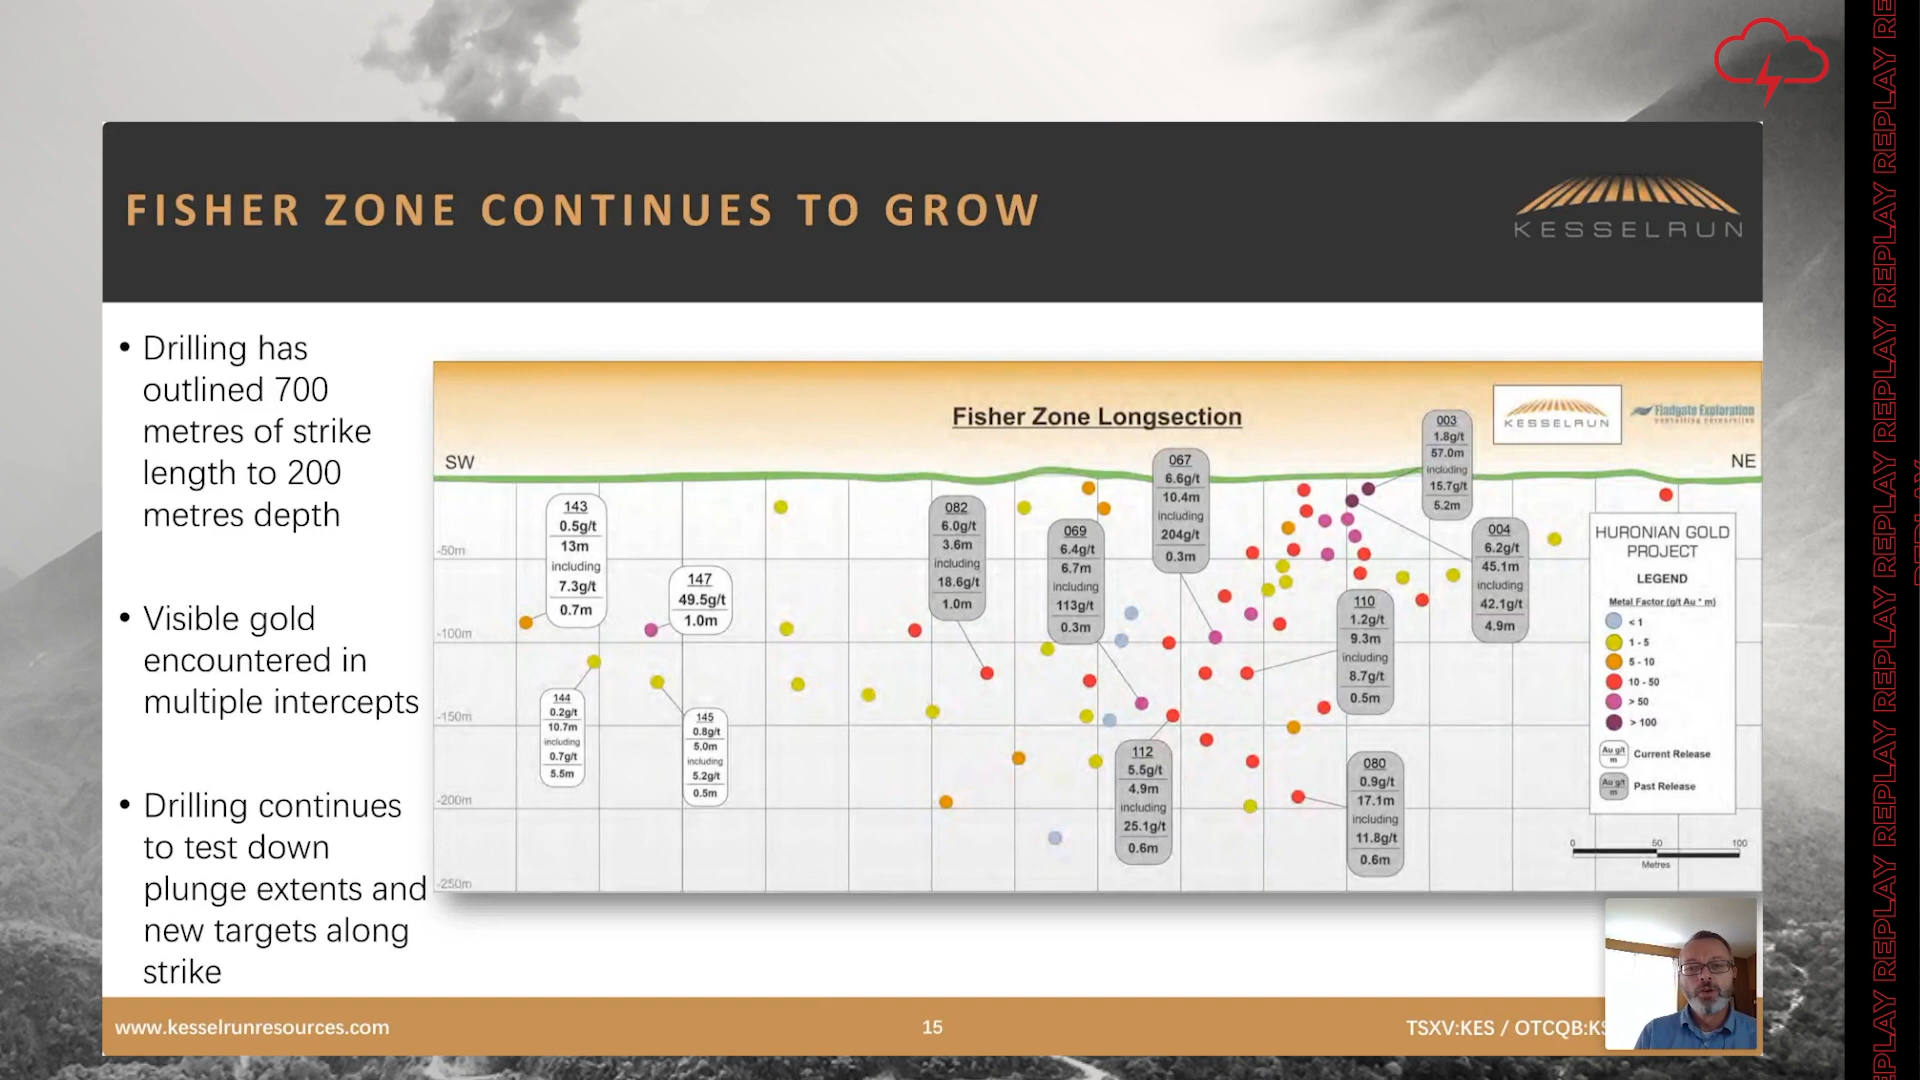 FISHER ZONE CONTINUES TO GROW
KESSELRUN
• Drilling has
outlined 700
metres of strike
length to 200
metres depth
• Visible gold
encountered in
multiple intercepts
• Drilling continues
to test down
plunge extents and
new targets along
strike
Fisher Zone Longsection
KESSELRUN
Fladgate Exploration
SW
NE
-50m
-100m
-150m
-200m
-250m
143
0.5g/t
13m
including
7.3g/t
0.7m
147
49.5g/t
1.0m
144
0.2g/t
10.7m
including
0.7g/t
5.5m
145
0.8g/t
5.0m
including
5.2g/t
0.5m
082
6.0g/t
3.6m
including
18.6g/t
1.0m
069
6.4g/t
6.7m
including
113g/t
0.3m
067
6.6g/t
10.4m
including
204g/t
0.3m
112
5.5g/t
4.9m
including
25.1g/t
0.6m
003
1.8g/t
57.0m
including
15.7g/t
5.2m
004
6.2g/t
45.1m
including
42.1g/t
4.9m
110
1.2g/t
9.3m
including
8.7g/t
0.5m
080
0.9g/t
17.1m
including
11.8g/t
0.6m
HURONIAN GOLD
PROJECT
LEGEND
Metal Factor (g/t Au * m)
< 1
1 - 5
5 - 10
10 - 50
> 50
> 100
Au g/t
m
Current Release
Au g/t
m
Past Release
0 50 100
Metres
www.kesselrunresources.com
15
TSXV:KES / OTCQB:KS
REPLAY REPLAY REPLAY REPLAY REPLAY REPLAY REPLAY RE